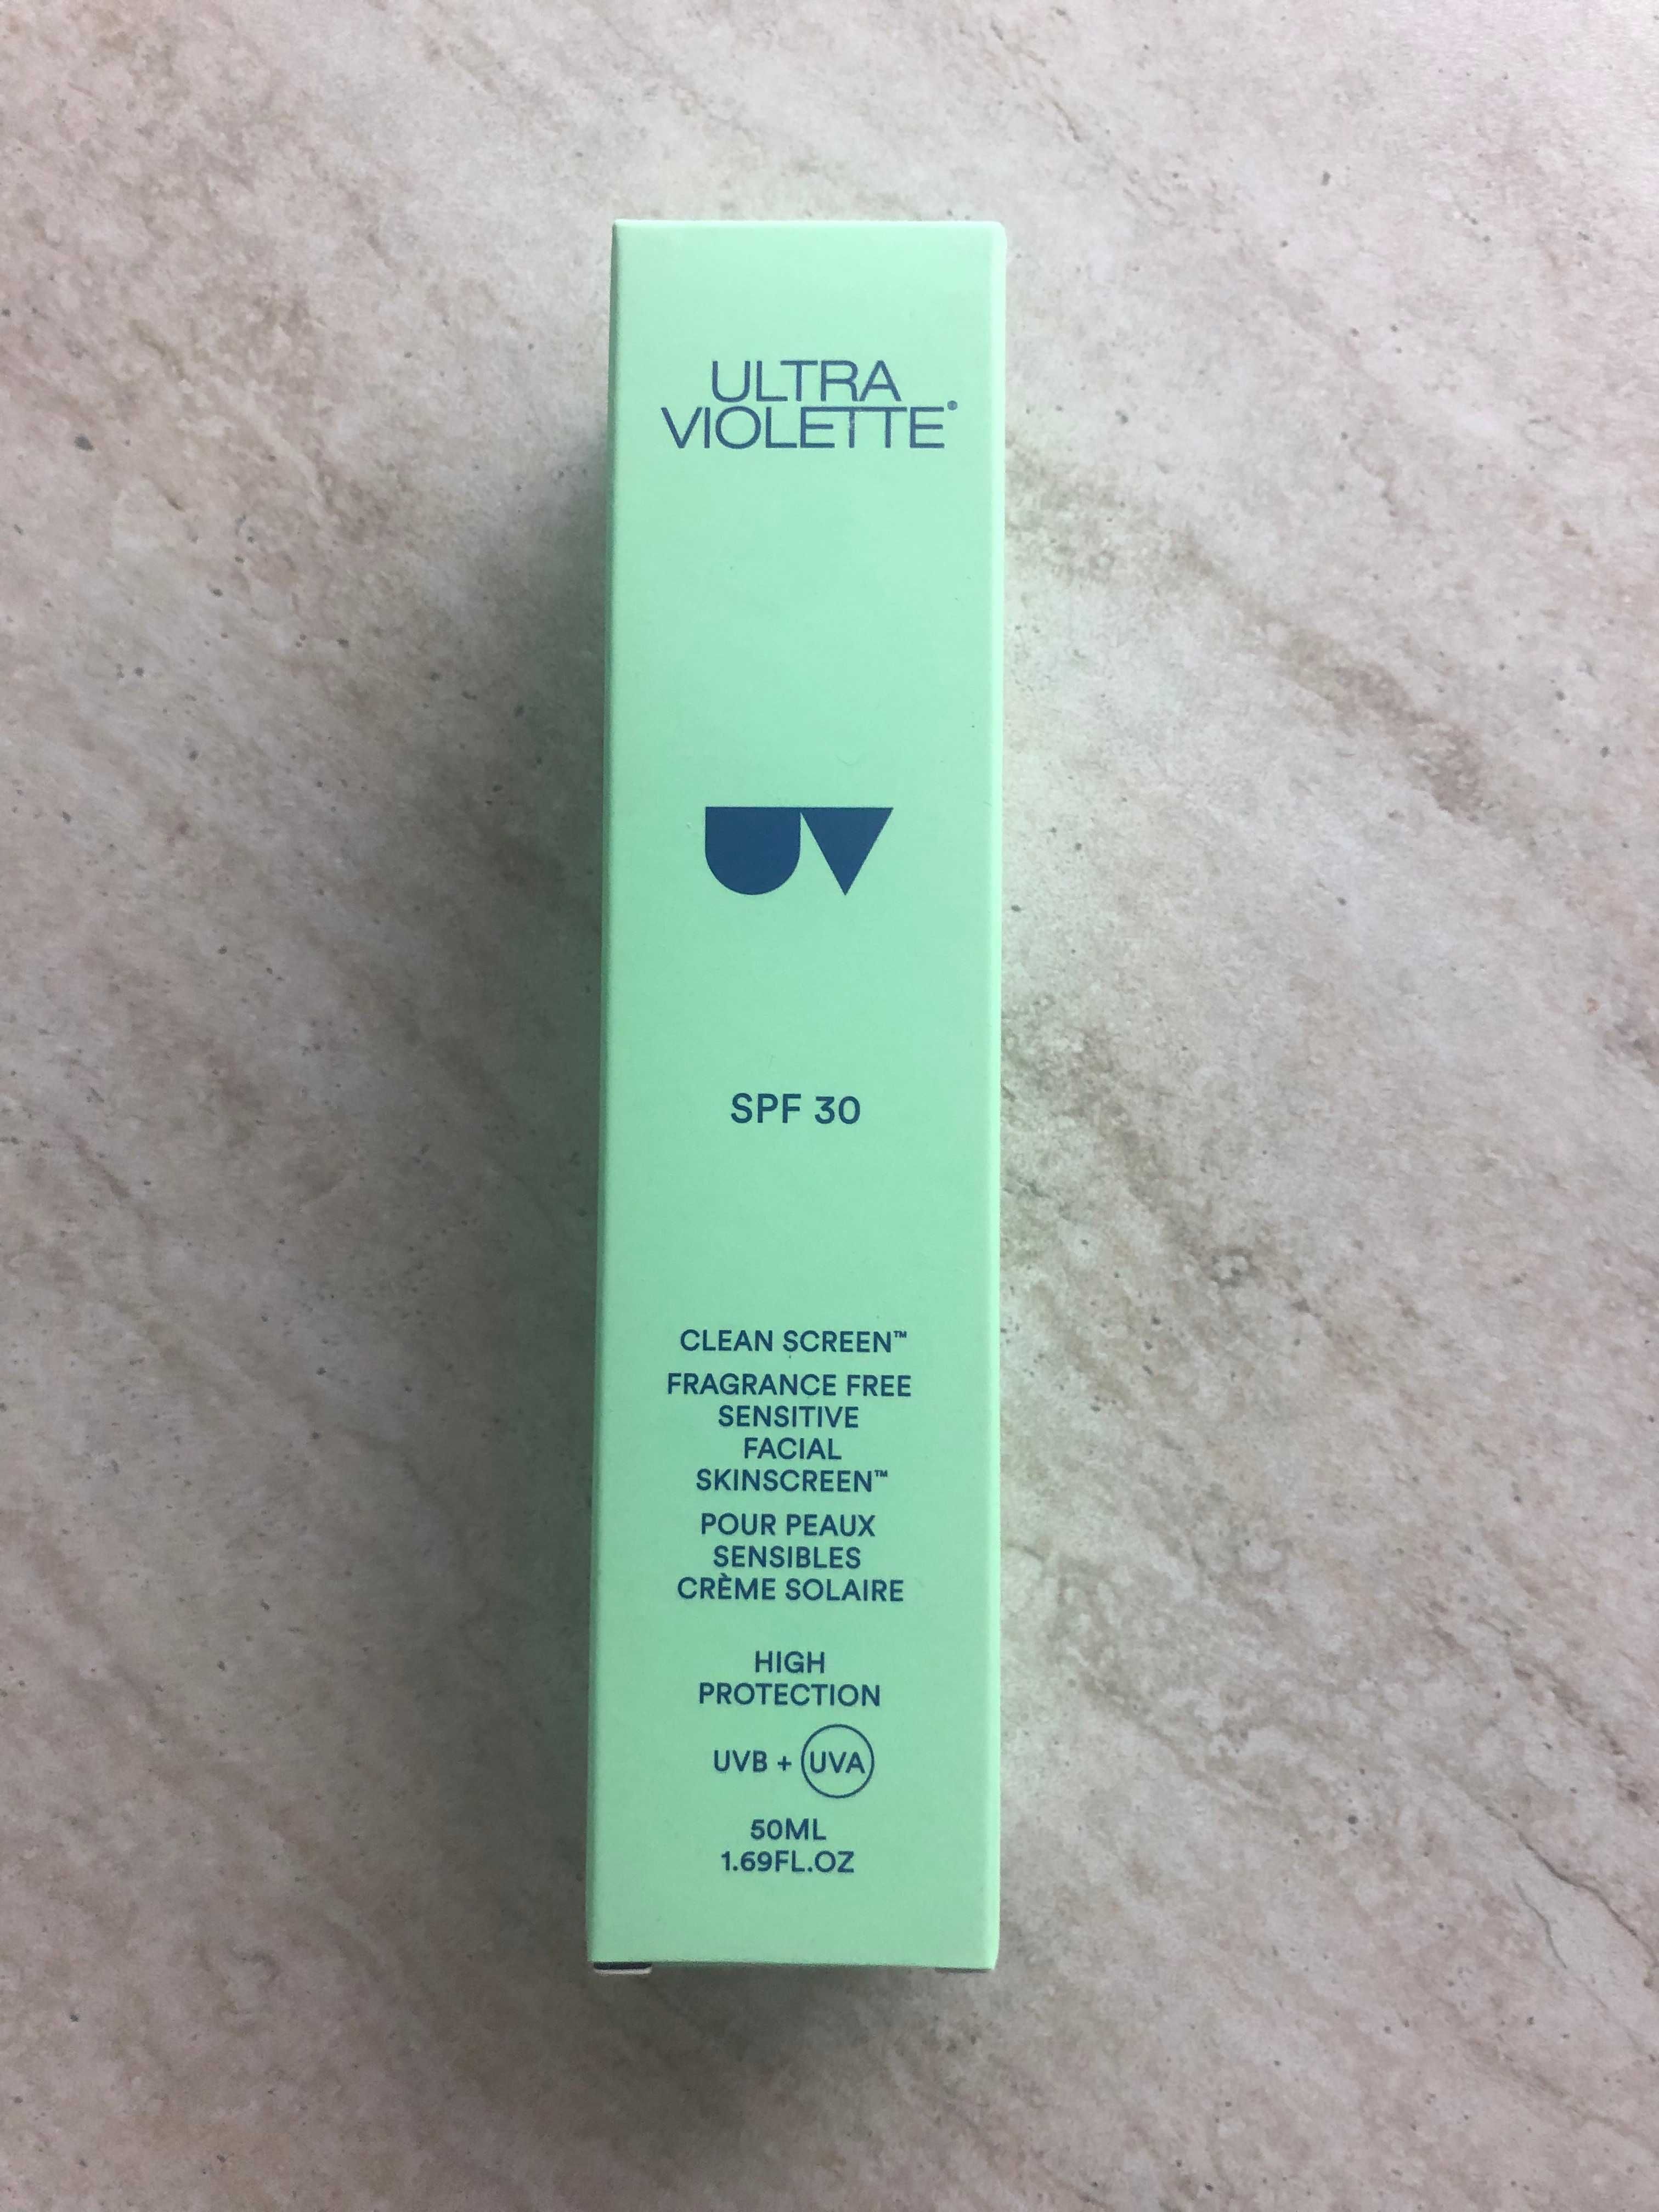 ULTRA
VIOLETTE®
UV
SPF 30
CLEAN SCREEN™
FRAGRANCE FREE
SENSITIVE
FACIAL
SKINSCREEN™
POUR PEAUX
SENSIBLES
CRÈME SOLAIRE
HIGH
PROTECTION
UVB + UVA
50ML
1.69FL.OZ